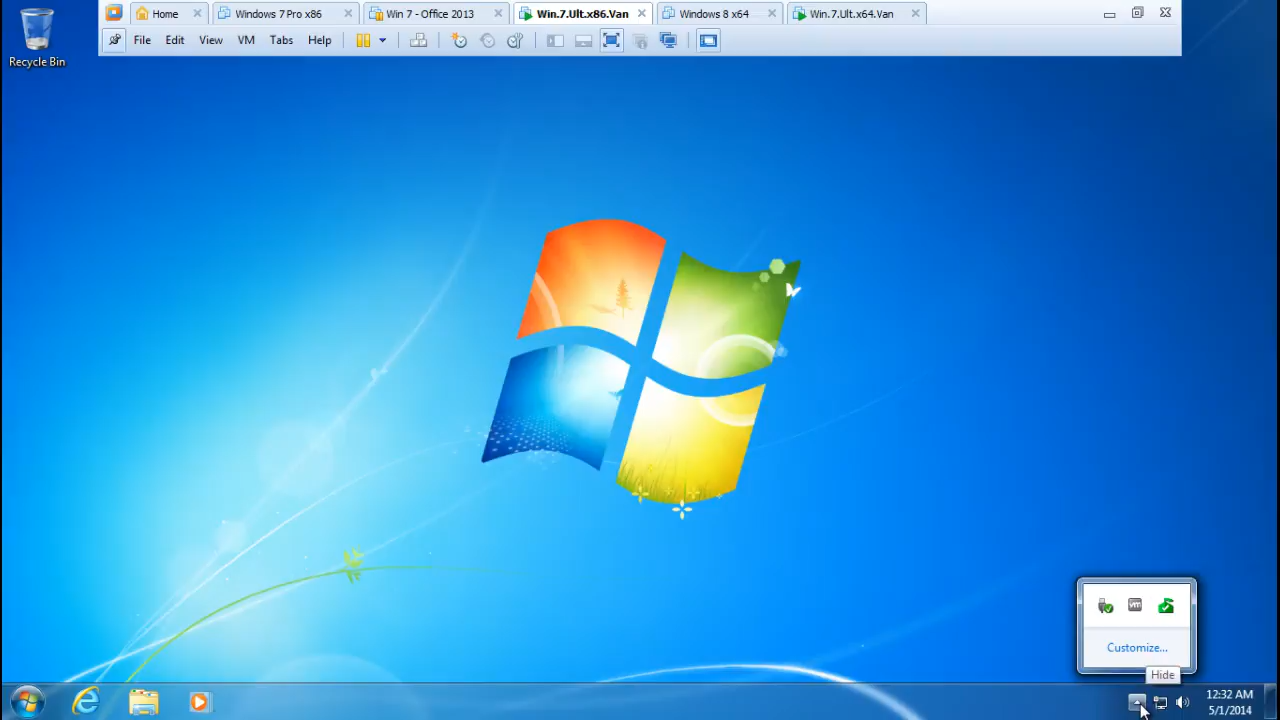 Home
Windows 7 Pro x86
Win 7 - Office 2013
Win.7.Ult.x86.Van
Windows 8 x64
Win.7.Ult.x64.Van
File Edit View VM Tabs Help
Recycle Bin
vm
Customize...
Hide
12:32 AM
5/1/2014